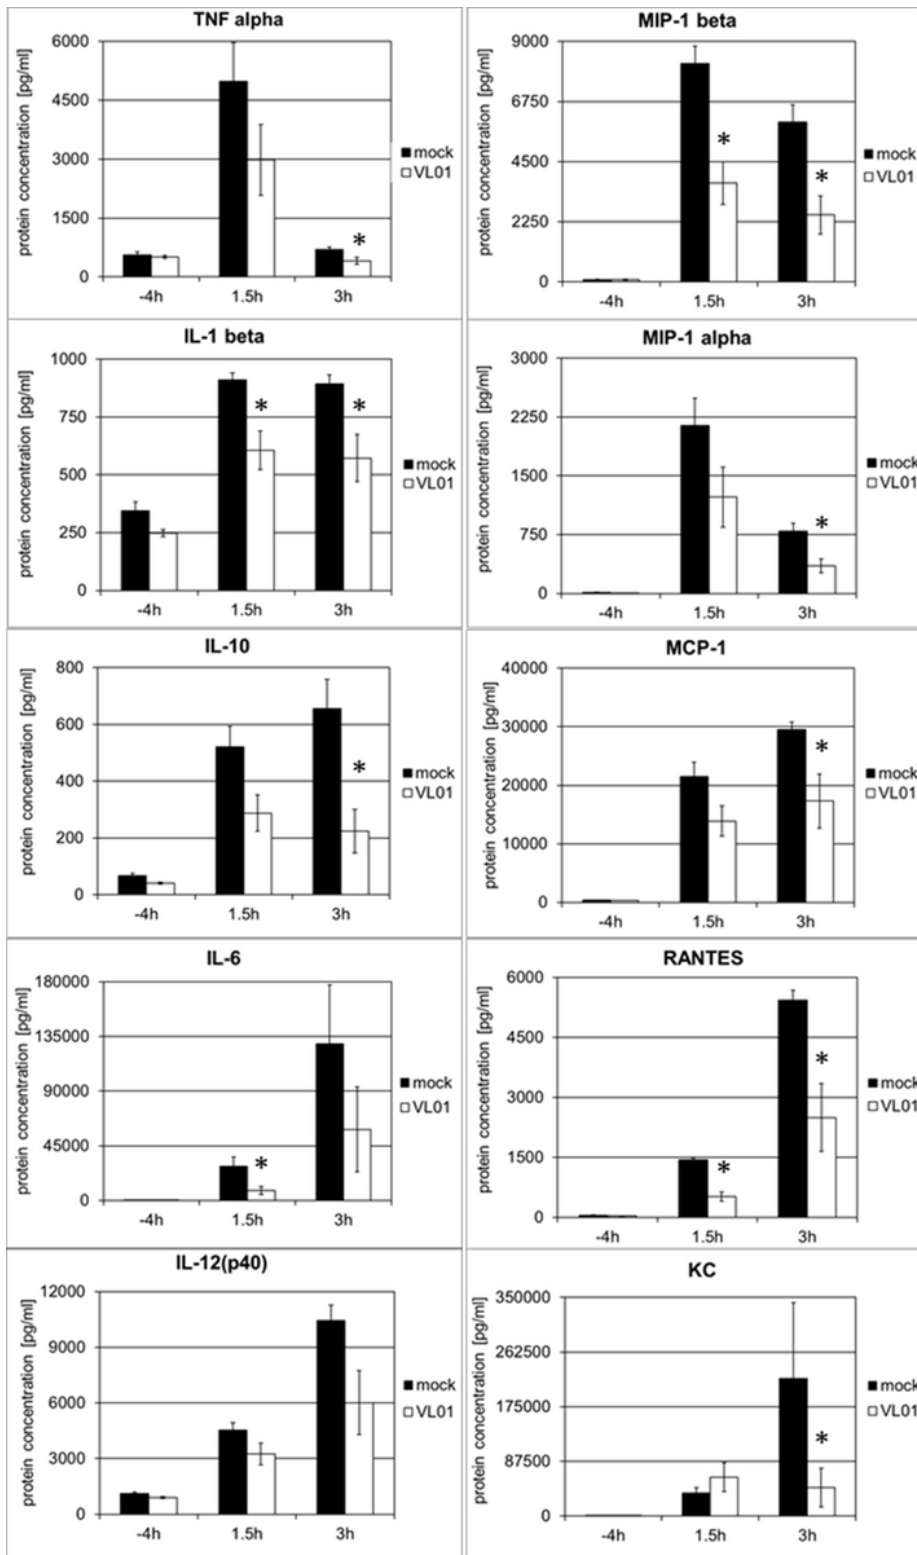 TNF alpha
protein concentration [pg/ml]
6000
4500
3000
1500
0
-4h 1.5h 3h
mock
VL01
MIP-1 beta
protein concentration [pg/ml]
9000
6750
4500
2250
0
-4h 1.5h 3h
mock
VL01
IL-1 beta
protein concentration [pg/ml]
1000
750
500
250
0
-4h 1.5h 3h
mock
VL01
MIP-1 alpha
protein concentration [pg/ml]
3000
2250
1500
750
0
-4h 1.5h 3h
mock
VL01
IL-10
protein concentration [pg/ml]
800
600
400
200
0
-4h 1.5h 3h
mock
VL01
MCP-1
protein concentration [pg/ml]
40000
30000
20000
10000
0
-4h 1.5h 3h
mock
VL01
IL-6
protein concentration [pg/ml]
180000
135000
90000
45000
0
-4h 1.5h 3h
mock
VL01
RANTES
protein concentration [pg/ml]
6000
4500
3000
1500
0
-4h 1.5h 3h
mock
VL01
IL-12(p40)
protein concentration [pg/ml]
12000
9000
6000
3000
0
-4h 1.5h 3h
mock
VL01
KC
protein concentration [pg/ml]
350000
262500
175000
87500
0
-4h 1.5h 3h
mock
VL01